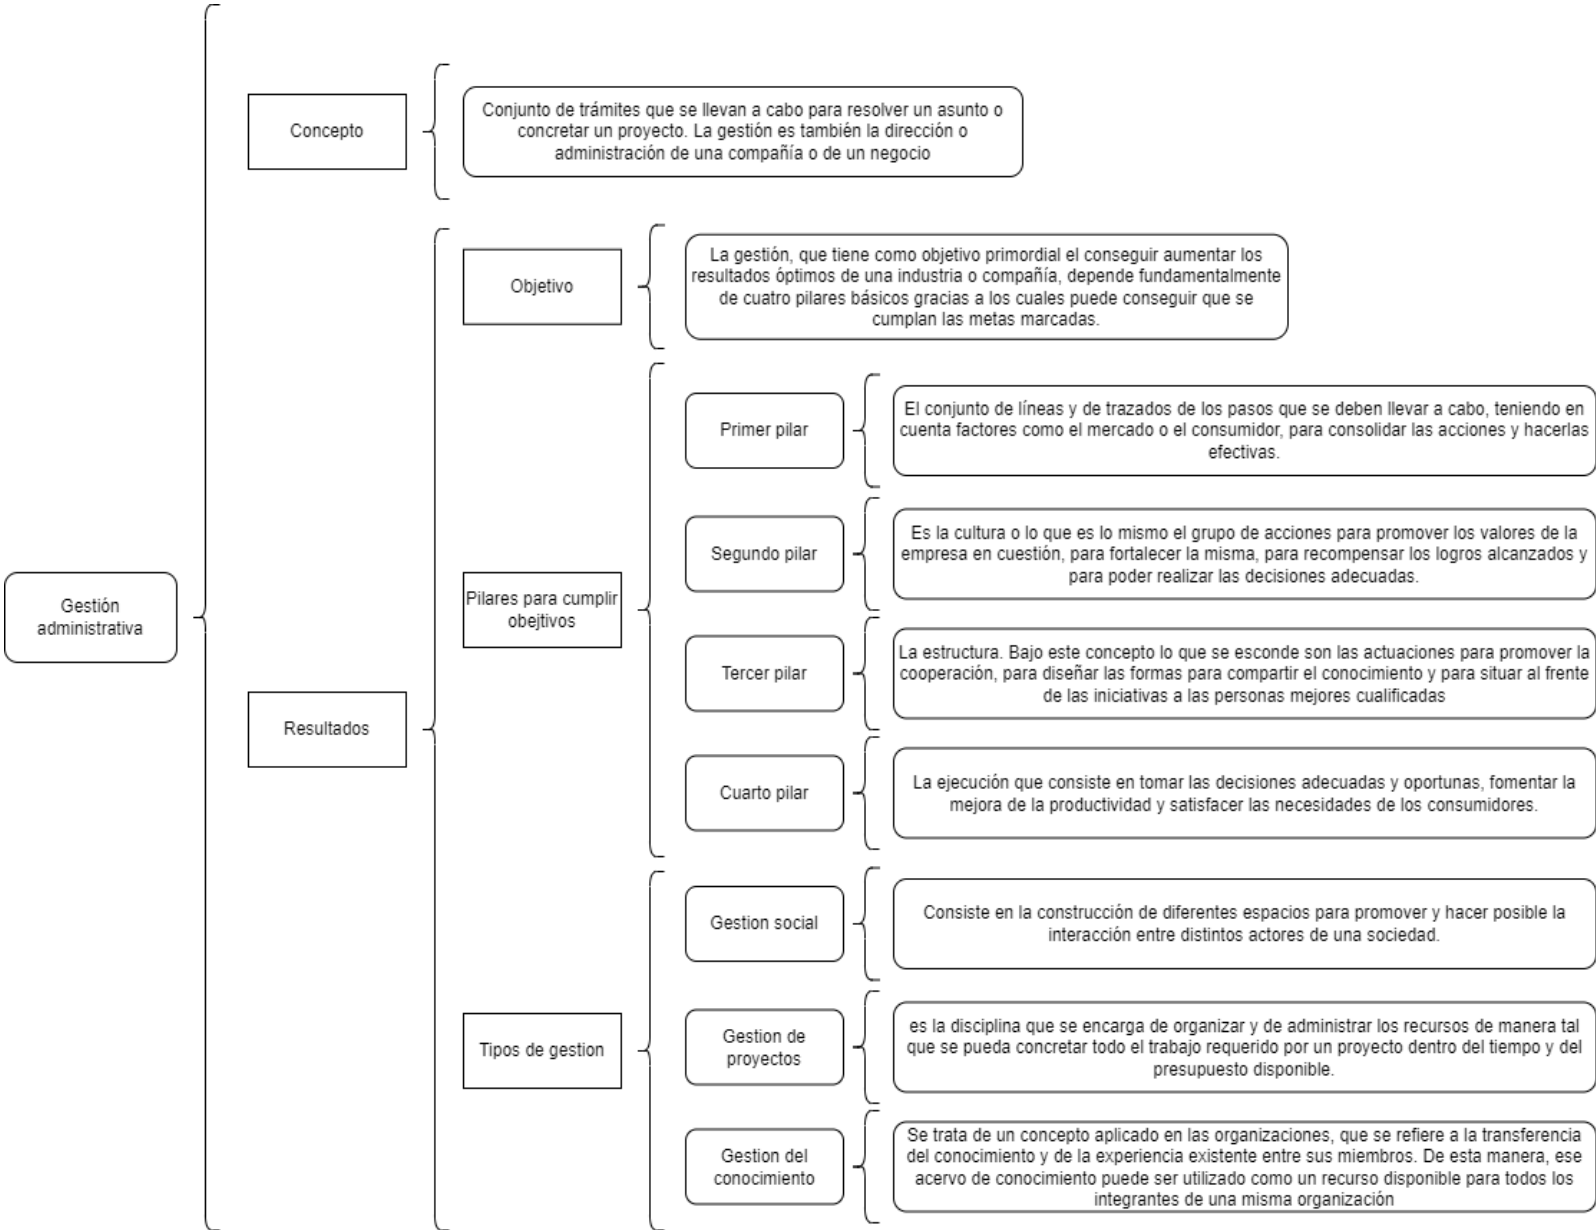 Concepto
Conjunto de trámites que se llevan a cabo para resolver un asunto o
concretar un proyecto. La gestión es también la dirección o
administración de una compañía o de un negocio
Objetivo
La gestión, que tiene como objetivo primordial el conseguir aumentar los
resultados óptimos de una industria o compañía, depende fundamentalmente
de cuatro pilares básicos gracias a los cuales puede conseguir que se
cumplan las metas marcadas.
Primer pilar
El conjunto de líneas y de trazados de los pasos que se deben llevar a cabo, teniendo en
cuenta factores como el mercado o el consumidor, para consolidar las acciones y hacerlas
efectivas.
Segundo pilar
Es la cultura o lo que es lo mismo el grupo de acciones para promover los valores de la
empresa en cuestión, para fortalecer la misma, para recompensar los logros alcanzados y
para poder realizar las decisiones adecuadas.
Gestión
administrativa
Pilares para cumplir
obejtivos
Tercer pilar
La estructura. Bajo este concepto lo que se esconde son las actuaciones para promover la
cooperación, para diseñar las formas para compartir el conocimiento y para situar al frente
de las iniciativas a las personas mejores cualificadas
Resultados
Cuarto pilar
La ejecución que consiste en tomar las decisiones adecuadas y oportunas, fomentar la
mejora de la productividad y satisfacer las necesidades de los consumidores.
Gestion social
Consiste en la construcción de diferentes espacios para promover y hacer posible la
interacción entre distintos actores de una sociedad.
Tipos de gestion
Gestion de
proyectos
es la disciplina que se encarga de organizar y de administrar los recursos de manera tal
que se pueda concretar todo el trabajo requerido por un proyecto dentro del tiempo y del
presupuesto disponible.
Gestion del
conocimiento
Se trata de un concepto aplicado en las organizaciones, que se refiere a la transferencia
del conocimiento y de la experiencia existente entre sus miembros. De esta manera, ese
acervo de conocimiento puede ser utilizado como un recurso disponible para todos los
integrantes de una misma organización